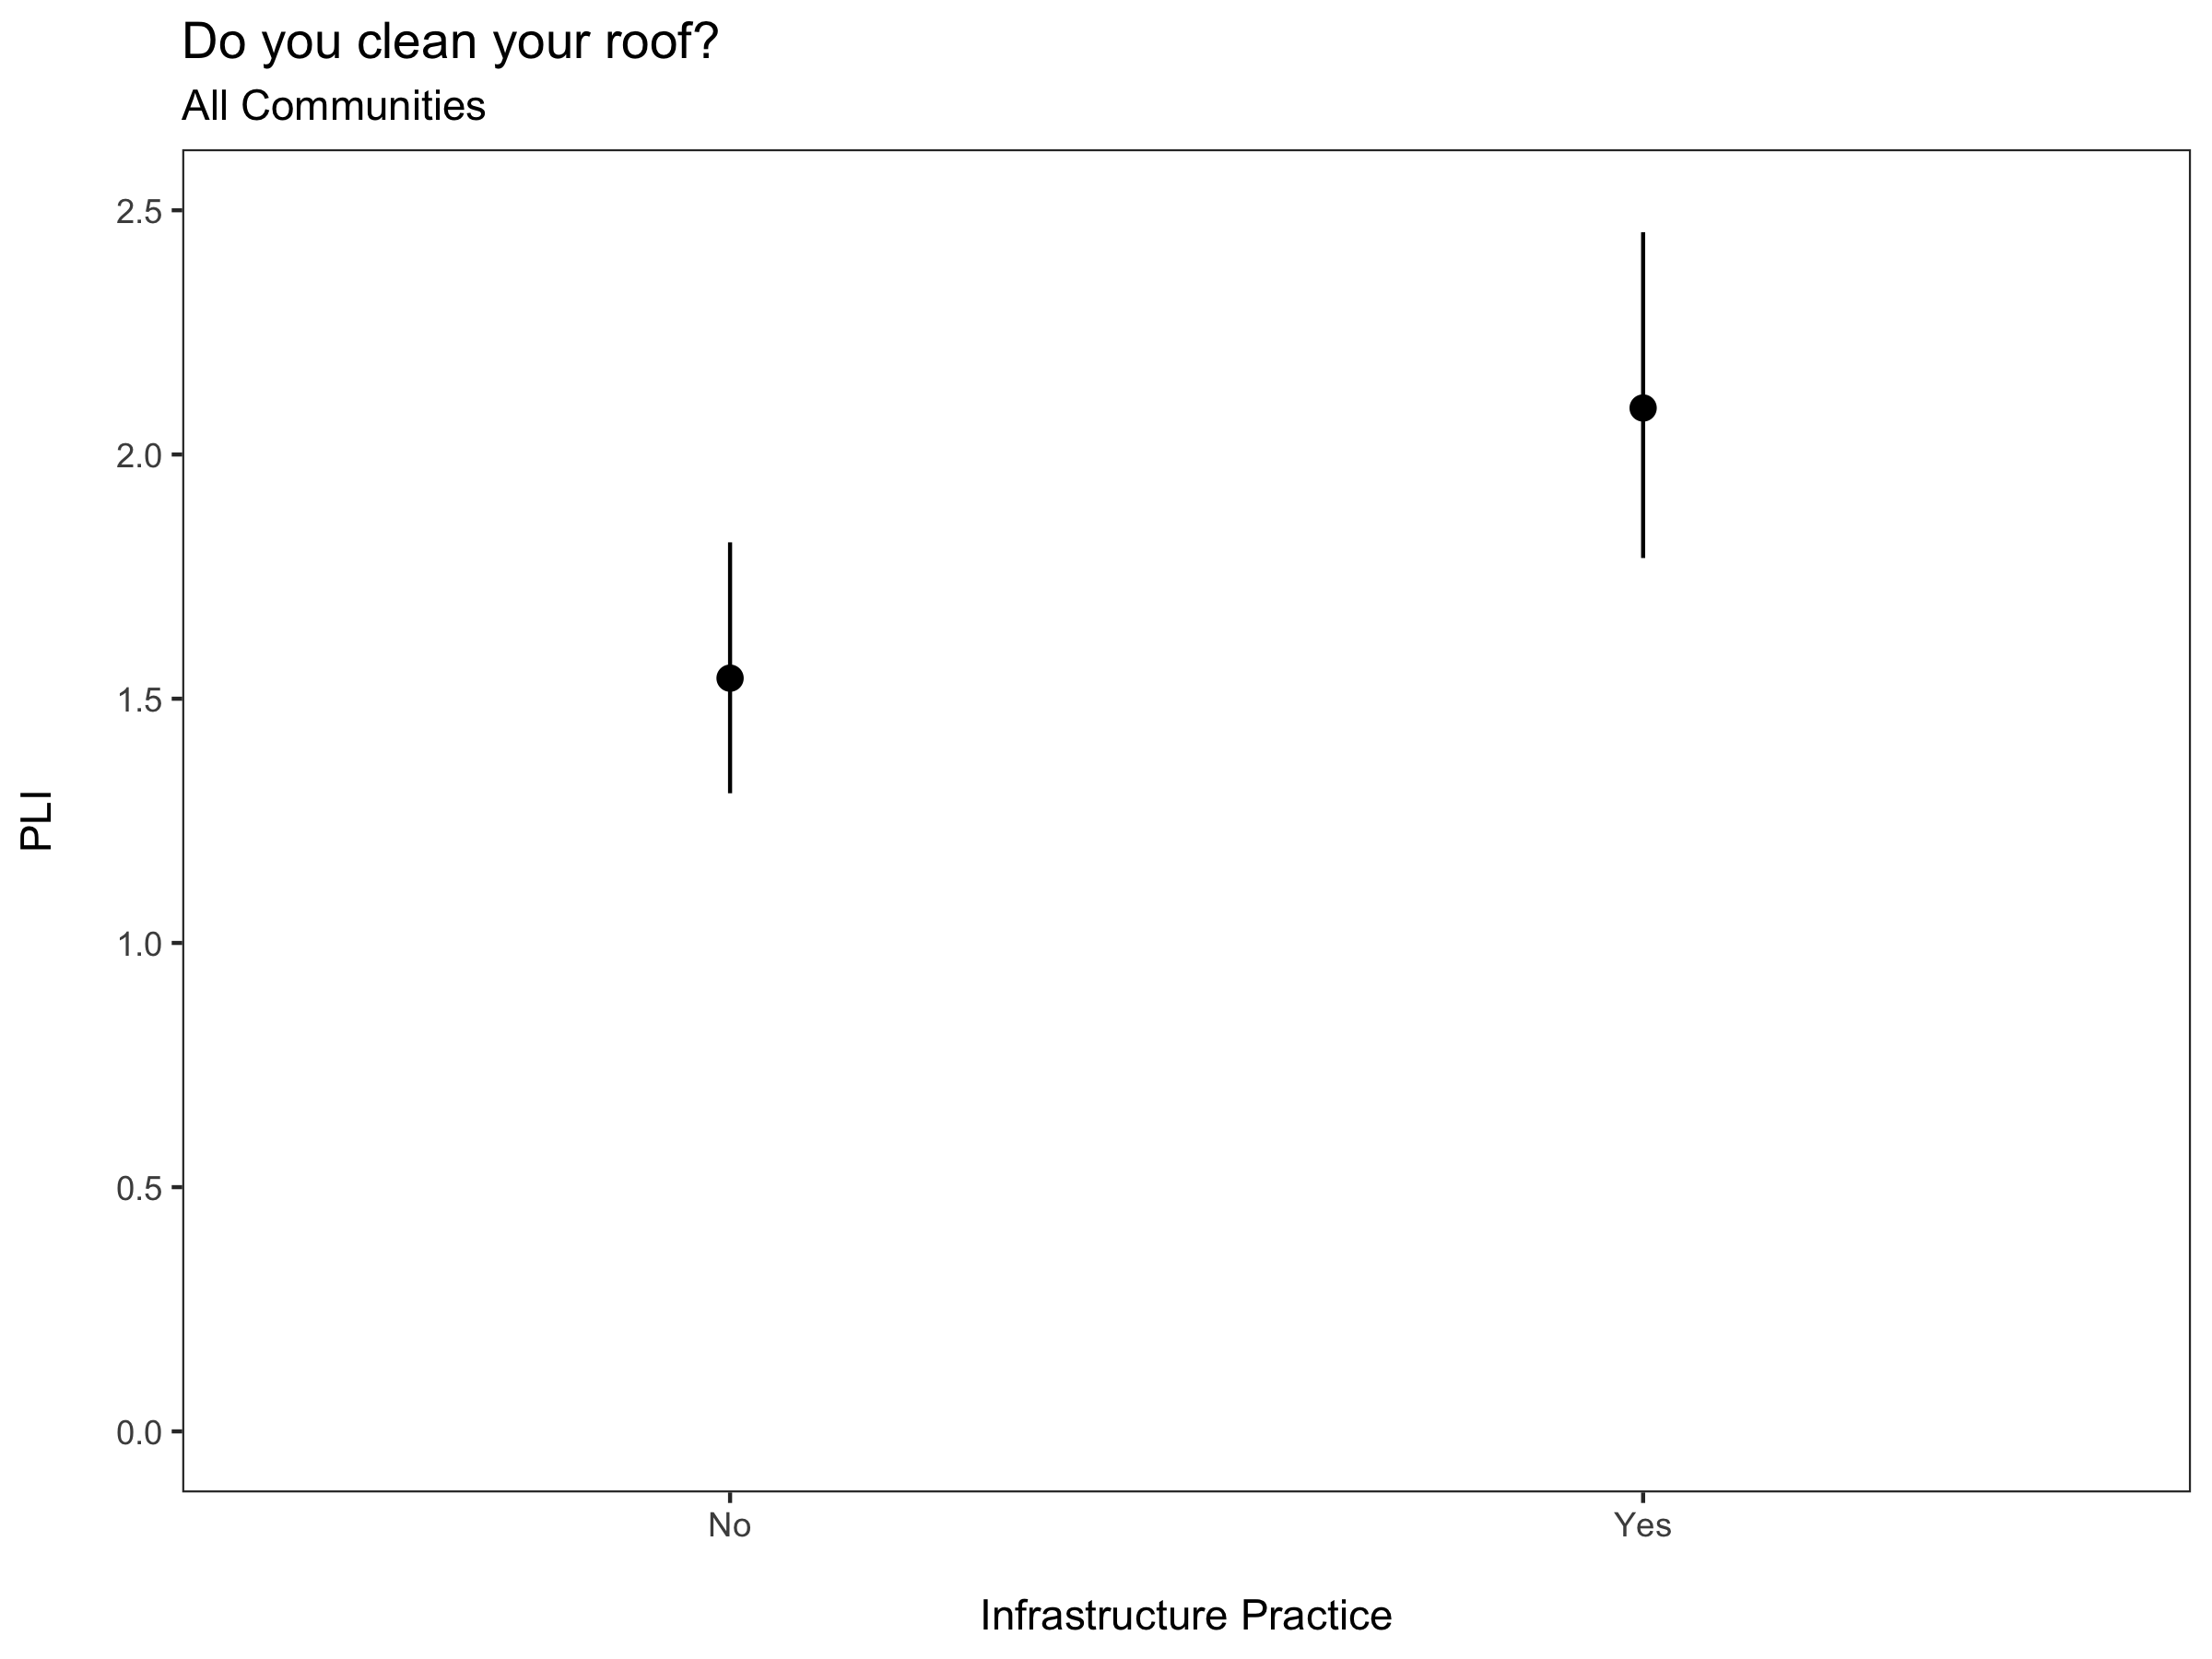 Do you clean your roof?
All Communities
2.5
2.0
1.5
1.0
0.5
0.0
PLI
No
Yes
Infrastructure Practice